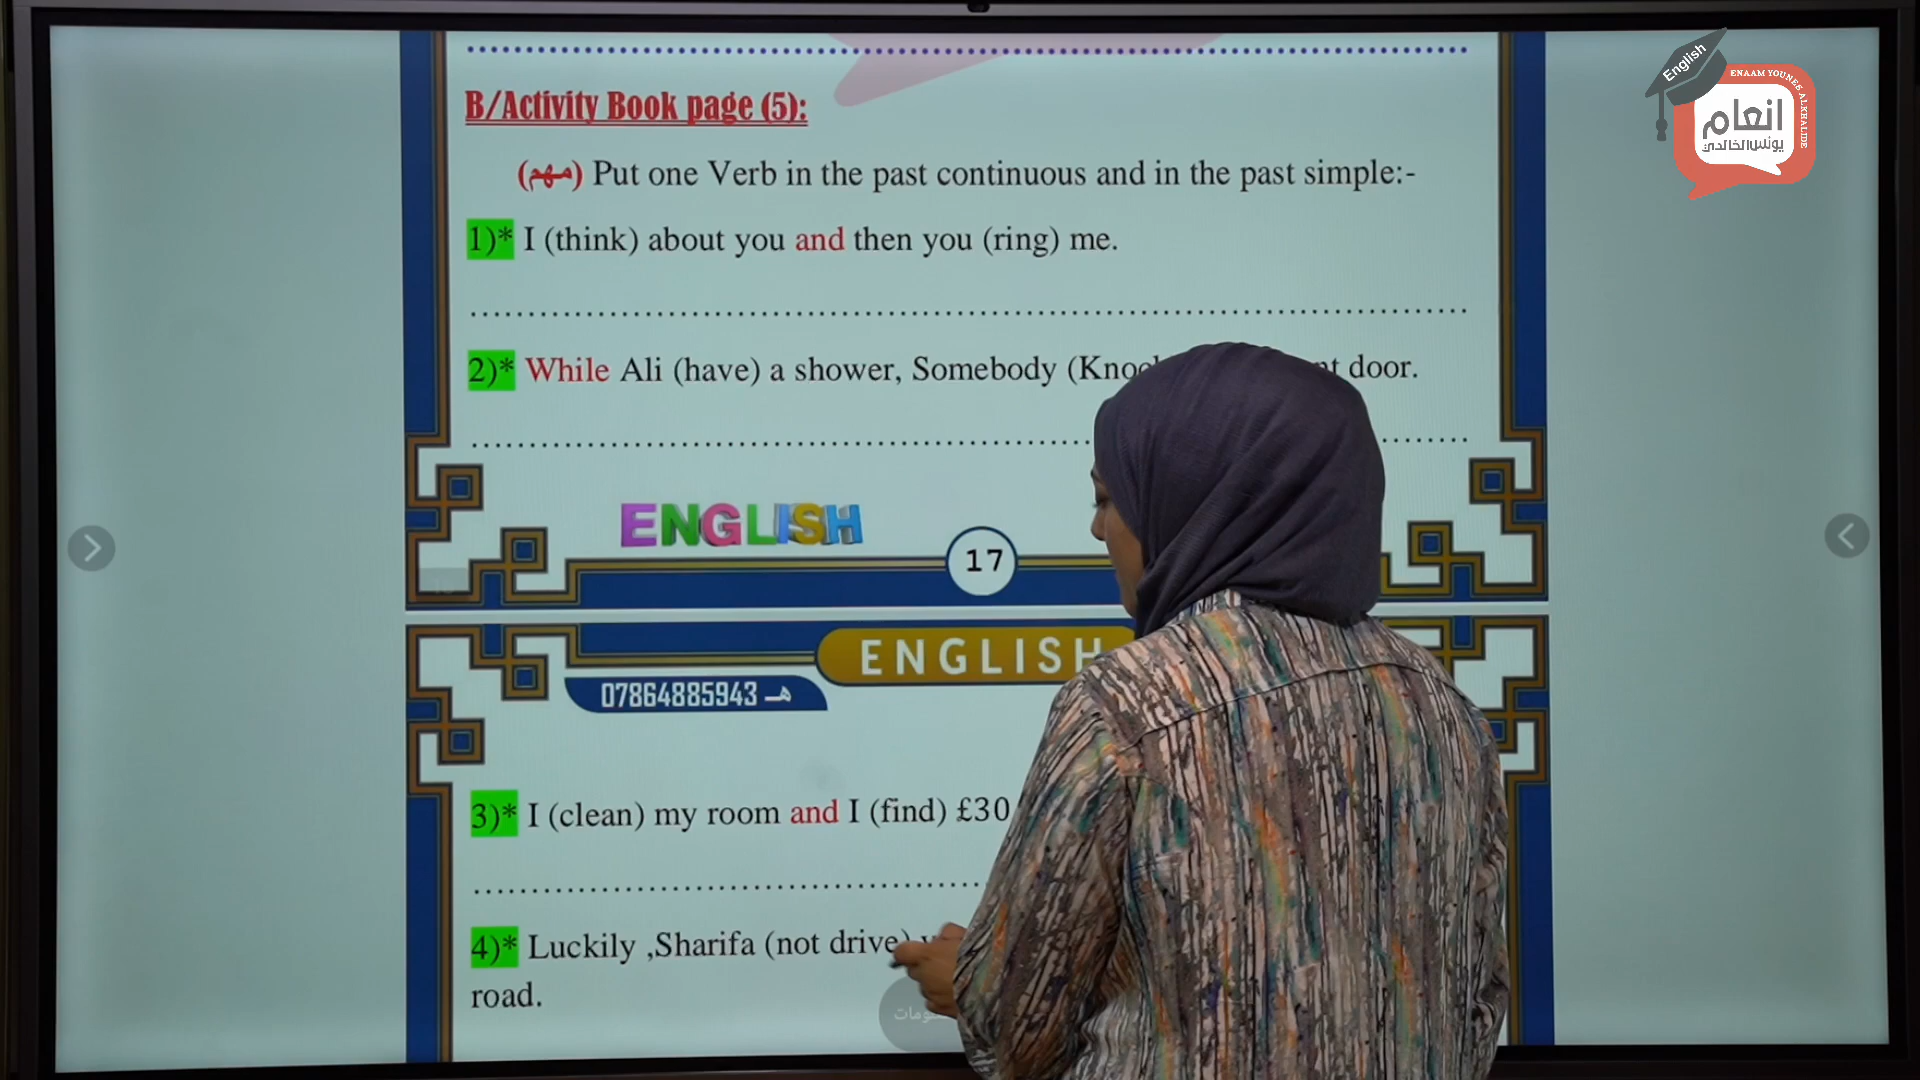 English
ENAAM YOUNES ALKHALIDE
انعام
يونس الخالدي
B/Activity Book page (5):
(مهم) Put one Verb in the past continuous and in the past simple:-
1)* I (think) about you and then you (ring) me.
2)* While Ali (have) a shower, Somebody door.
ENGLISH
17
ENGLISH
07864885943 هـ
3)* I (clean) my room and I (find) £30
4)* Luckily ,Sharifa (not drive)
road.